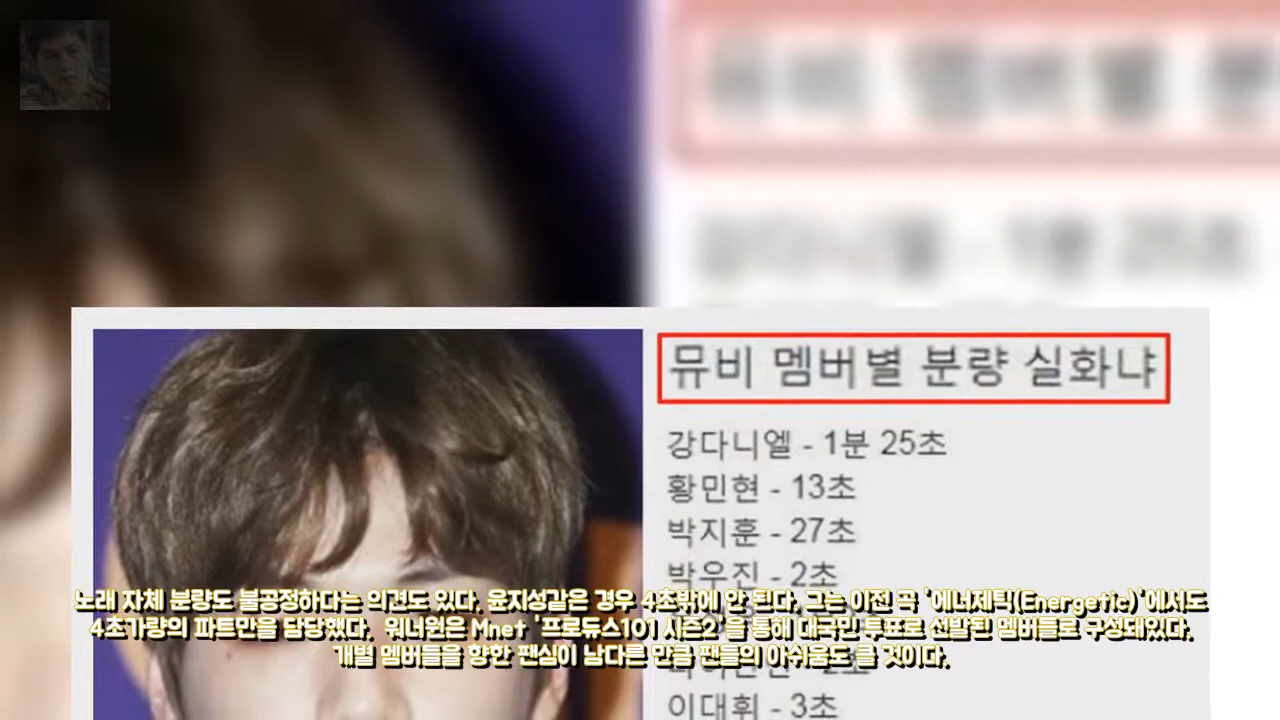 뮤비 멤버별 분량 실화냐
강다니엘 - 1분 25초
황민현 - 13초
박지훈 - 27초
박우진 - 2초
노래 자체 분량도 불공정하다는 의견도 있다. 윤지성같은 경우 4초밖에 안 된다. 그는 이전 곡 '에너제틱(Energetic)'에서도
4초가량의 파트만을 담당했다. 워너원은 Mnet '프로듀스101 시즌2'을 통해 대국민 투표로 선발된 멤버들로 구성돼있다.
개별 멤버들을 향한 팬심이 남다른 만큼 팬들의 아쉬움도 클 것이다.
이대휘 - 3초